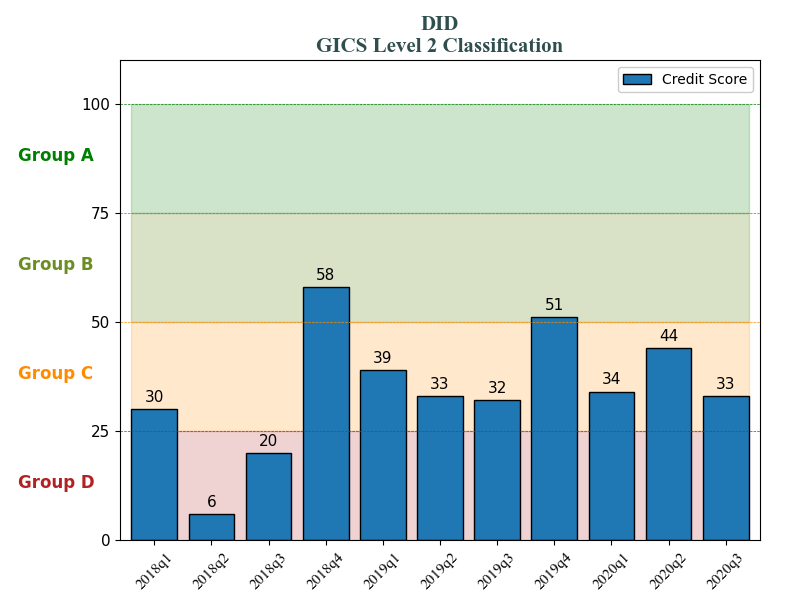 DID
GICS Level 2 Classification
Credit Score
100
Group A
75
Group B
58
51
50
44
39
Group C
34
33
33
32
30
25
20
Group D
6
0
2018q1 2018q2 2018q3 2018q4 2019q1 2019q2 2019q3 2019q4 2020q1 2020q2 2020q3